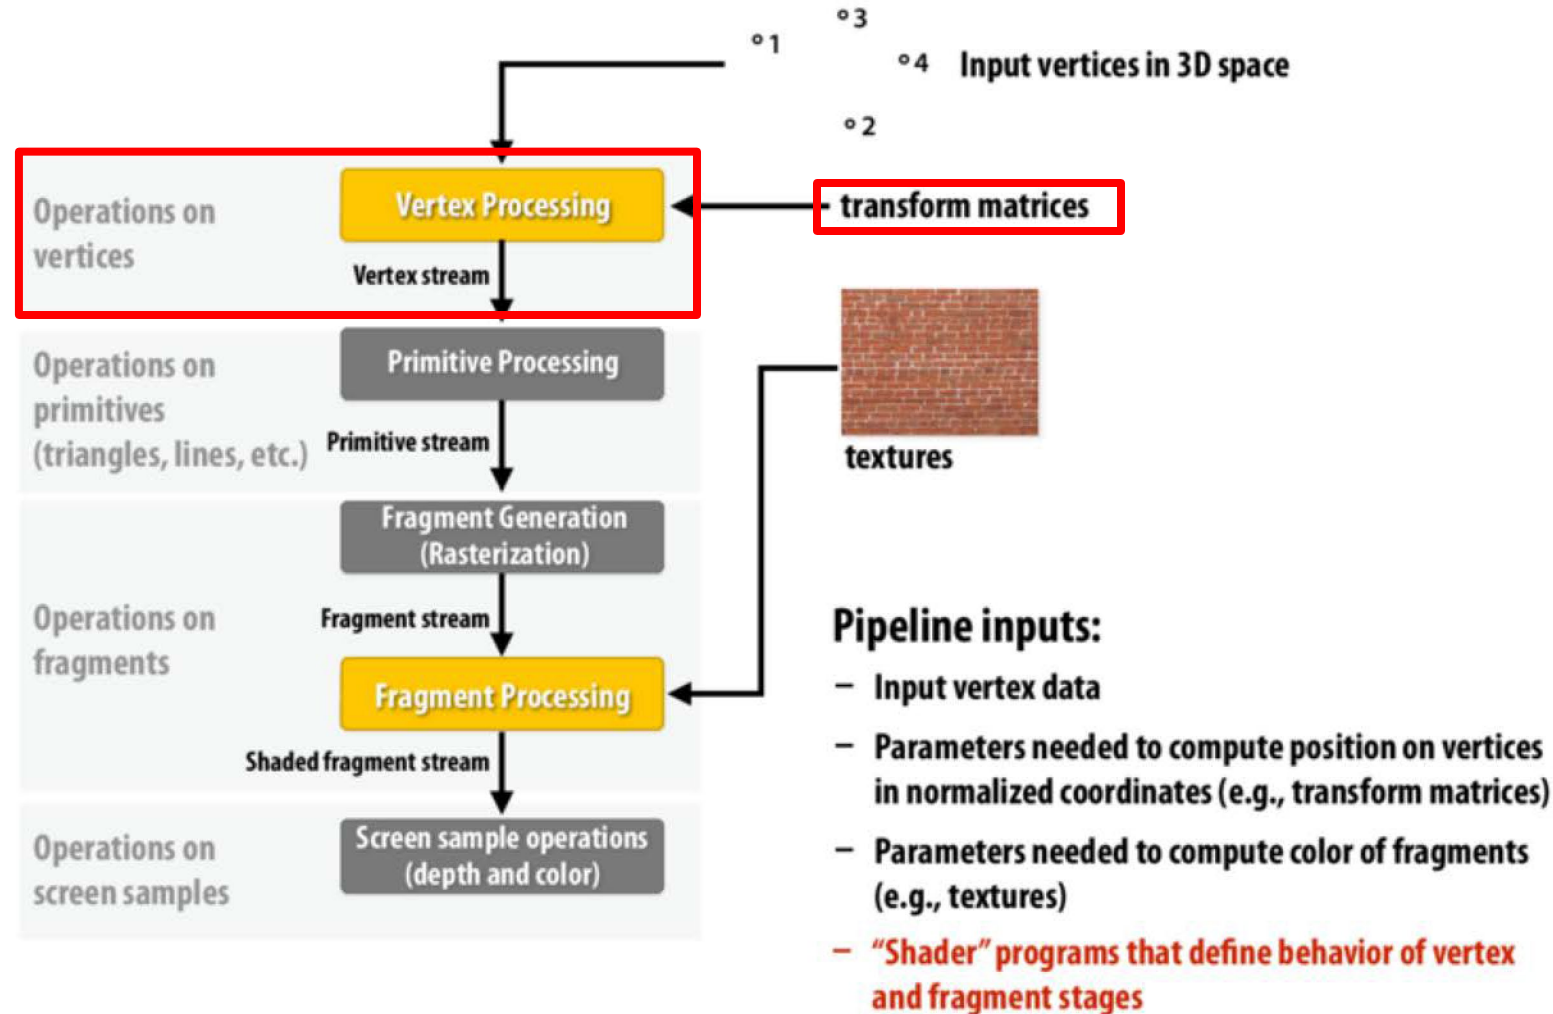 °1
°3
°4
Input vertices in 3D space
°2
Operations on
vertices
Vertex Processing
transform matrices
Vertex stream
Operations on
primitives
(triangles, lines, etc.)
Primitive Processing
Primitive stream
textures
Fragment Generation
(Rasterization)
Operations on
fragments
Fragment stream
Fragment Processing
Shaded fragment stream
Operations on
screen samples
Screen sample operations
(depth and color)
Pipeline inputs:
– Input vertex data
– Parameters needed to compute position on vertices
in normalized coordinates (e.g., transform matrices)
– Parameters needed to compute color of fragments
(e.g., textures)
– “Shader” programs that define behavior of vertex
and fragment stages